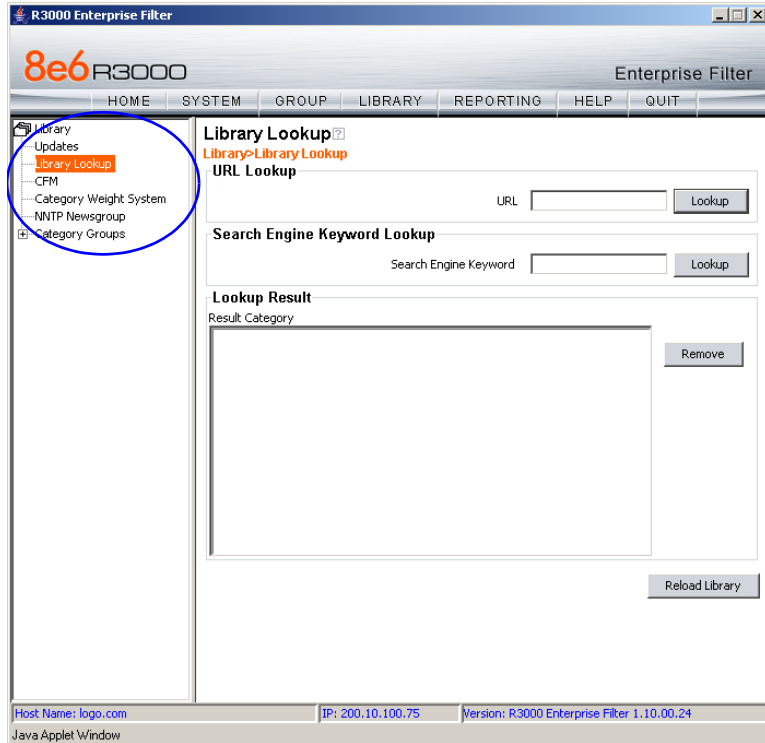 R3000 Enterprise Filter
8e6 R3000
Enterprise Filter
HOME SYSTEM GROUP LIBRARY REPORTING HELP QUIT
Library
Updates
Library Lookup
CFM
Category Weight System
NNTP Newsgroup
Category Groups
Library Lookup ?
Library>Library Lookup
URL Lookup
URL Lookup
Search Engine Keyword Lookup
Search Engine Keyword Lookup
Lookup Result
Result Category
Remove
Reload Library
Host Name: logo.com IP: 200.10.100.75 Version: R3000 Enterprise Filter 1.10.00.24
Java Applet Window